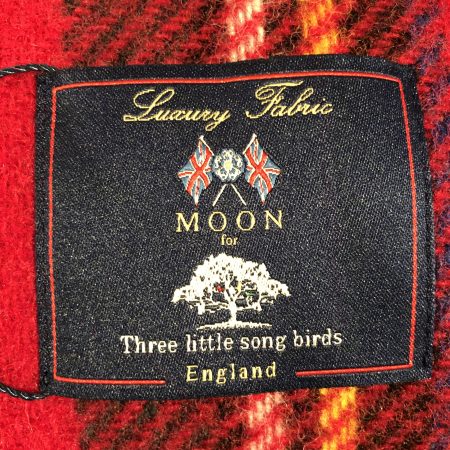 Luxury Fabric
MOON
for
Three little song birds
England